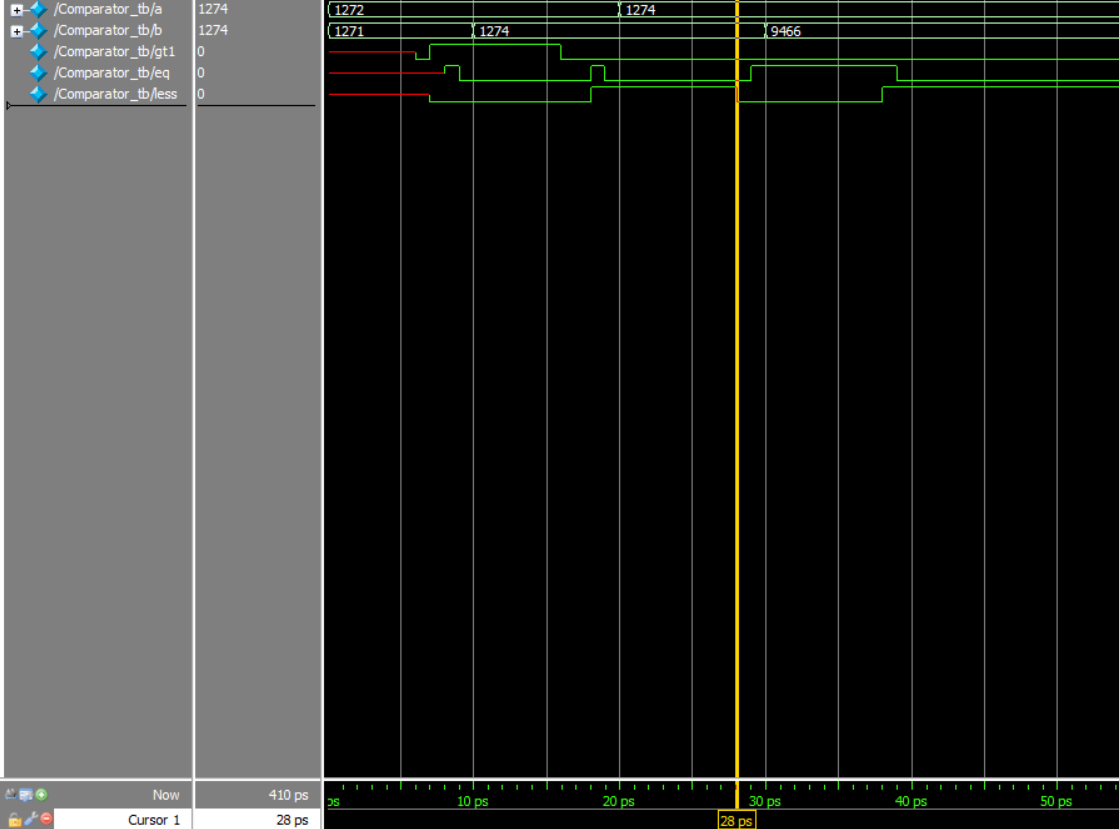 /Comparator_tb/a 1274 1272 1274
/Comparator_tb/b 1274 1271 1274 9466
/Comparator_tb/gt1 0
/Comparator_tb/eq 0
/Comparator_tb/less 0
Now 410 ps ps 10 ps 20 ps 30 ps 40 ps 50 ps
Cursor 1 28 ps 28 ps